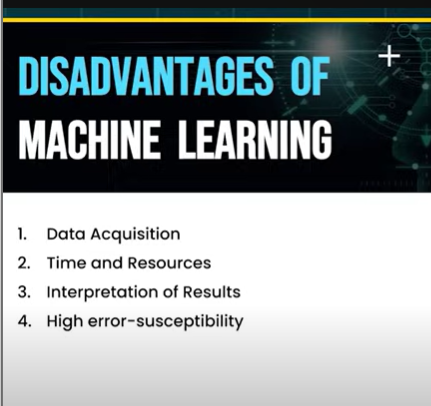 DISADVANTAGES OF
MACHINE LEARNING
1. Data Acquisition
2. Time and Resources
3. Interpretation of Results
4. High error-susceptibility